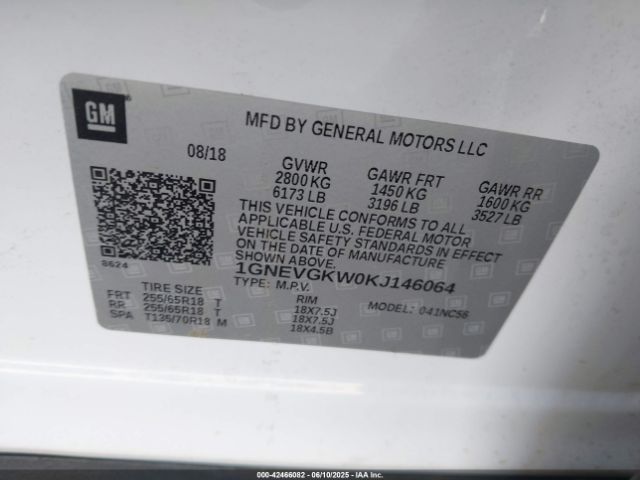 GM
MFD BY GENERAL MOTORS LLC
08/18 GVWR GAWR FRT GAWR RR
2800 KG 1450 KG 1600 KG
6173 LB 3196 LB 3527 LB
THIS VEHICLE CONFORMS TO ALL
APPLICABLE U.S. FEDERAL MOTOR
VEHICLE SAFETY STANDARDS IN EFFECT
ON THE DATE OF MANUFACTURE
SHOWN ABOVE.
8624
1GNEVGKW0KJ146064
TYPE: M.P.V.
TIRE SIZE RIM MODEL: 041NC56
FRT 255/65R18 T 18X7.5J
RR 255/65R18 T 18X7.5J
SPA T135/70R18 M 18X4.5B
000-42466082 - 06/10/2025 - IAA Inc.